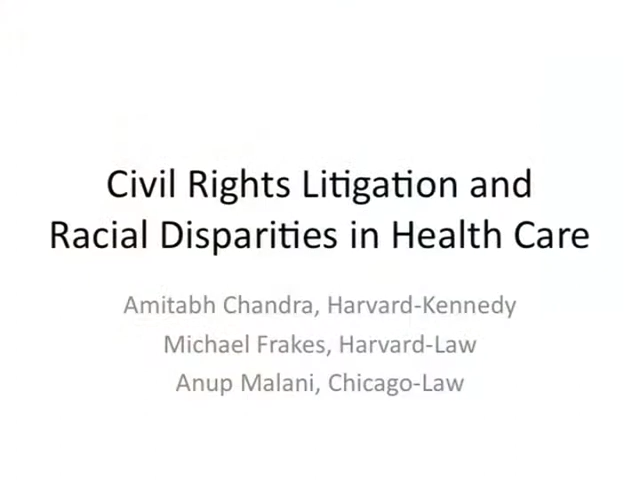 Civil Rights Litigation and
Racial Disparities in Health Care
Amitabh Chandra, Harvard-Kennedy
Michael Frakes, Harvard-Law
Anup Malani, Chicago-Law